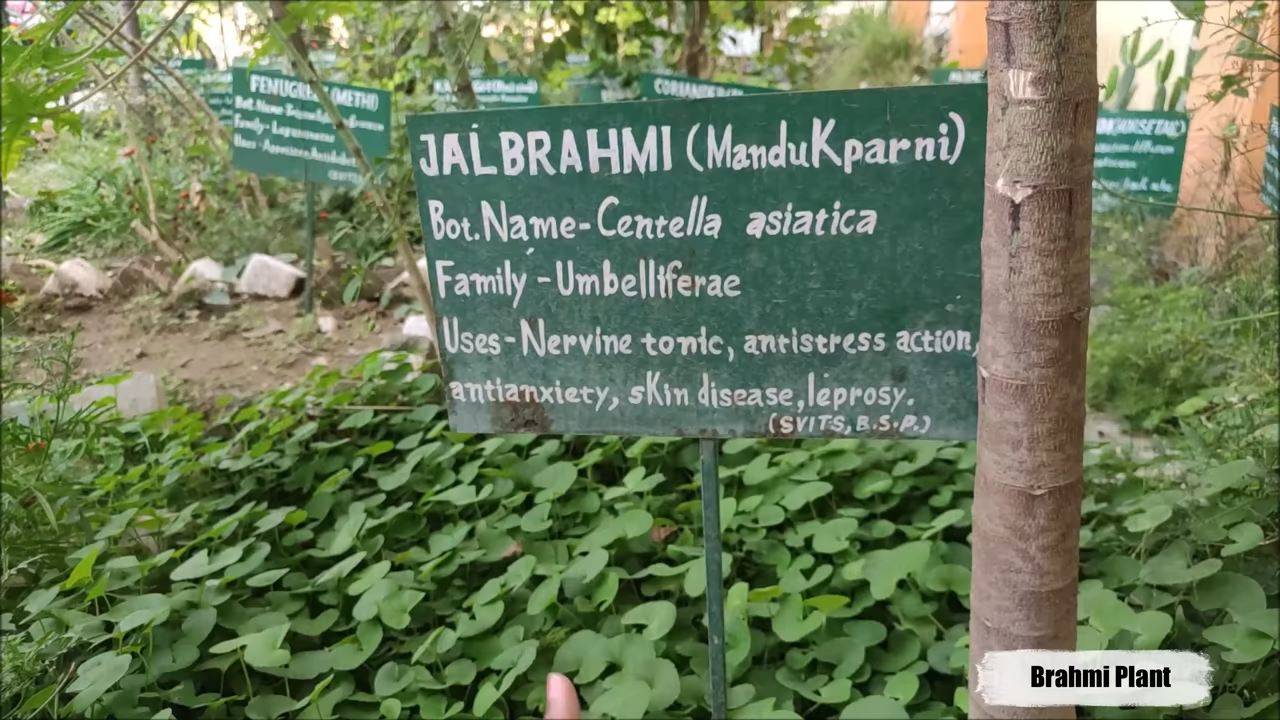 FENUGREEK (METHI)
JALBRAHMI (ManduKparni)
Bot.Name-Centella asiatica
Family -Umbelliferae
Uses-Nervine tonic, antistress action,
antianxiety, sKin disease,leprosy.
(SVITS, B.S.P.)
Brahmi Plant